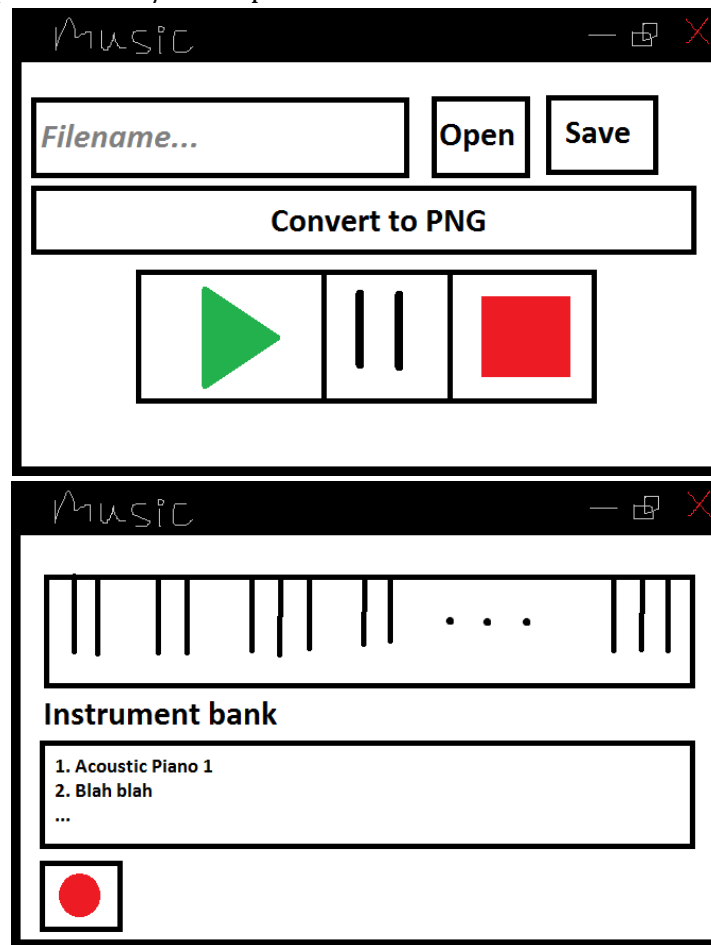 Music
Filename...
Open
Save
Convert to PNG
Music
Instrument bank
1. Acoustic Piano 1
2. Blah blah
...